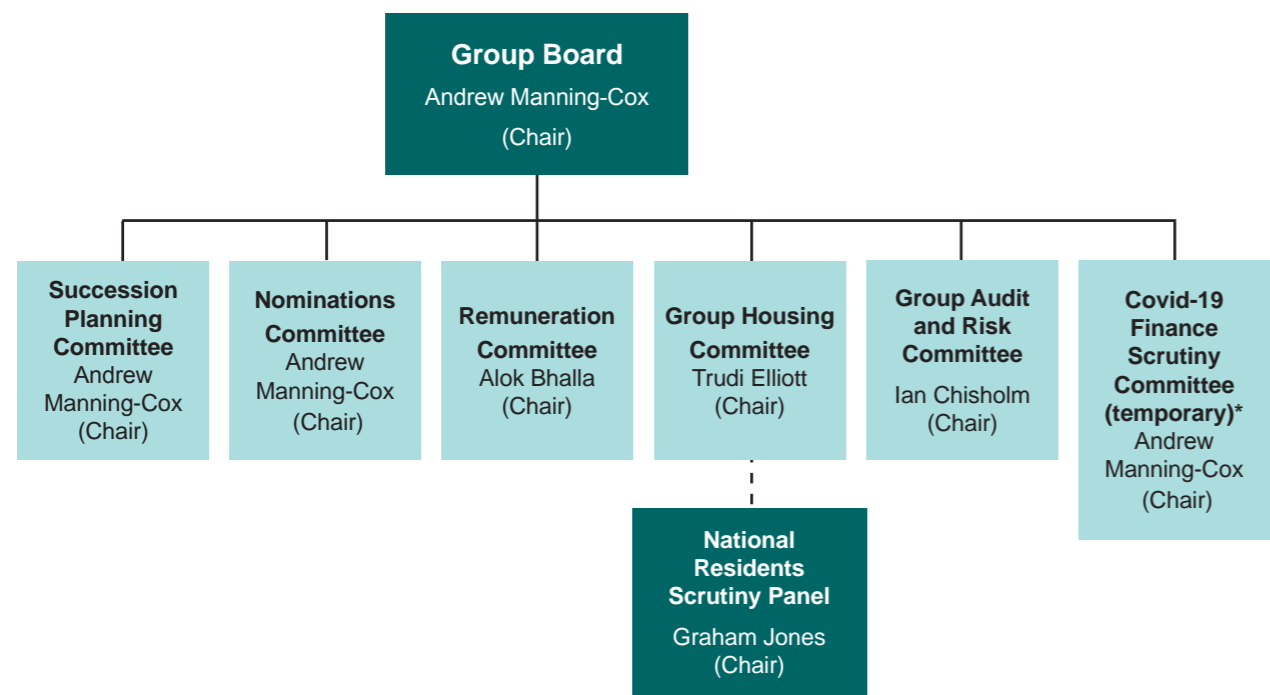 Group Board
Andrew Manning-Cox
(Chair)
Succession
Planning
Committee
Andrew
Manning-Cox
(Chair)
Nominations
Committee
Andrew
Manning-Cox
(Chair)
Remuneration
Committee
Alok Bhalla
(Chair)
Group Housing
Committee
Trudi Elliott
(Chair)
Group Audit
and Risk
Committee
Ian Chisholm
(Chair)
Covid-19
Finance
Scrutiny
Committee
(temporary)*
Andrew
Manning-Cox
(Chair)
National
Residents
Scrutiny Panel
Graham Jones
(Chair)